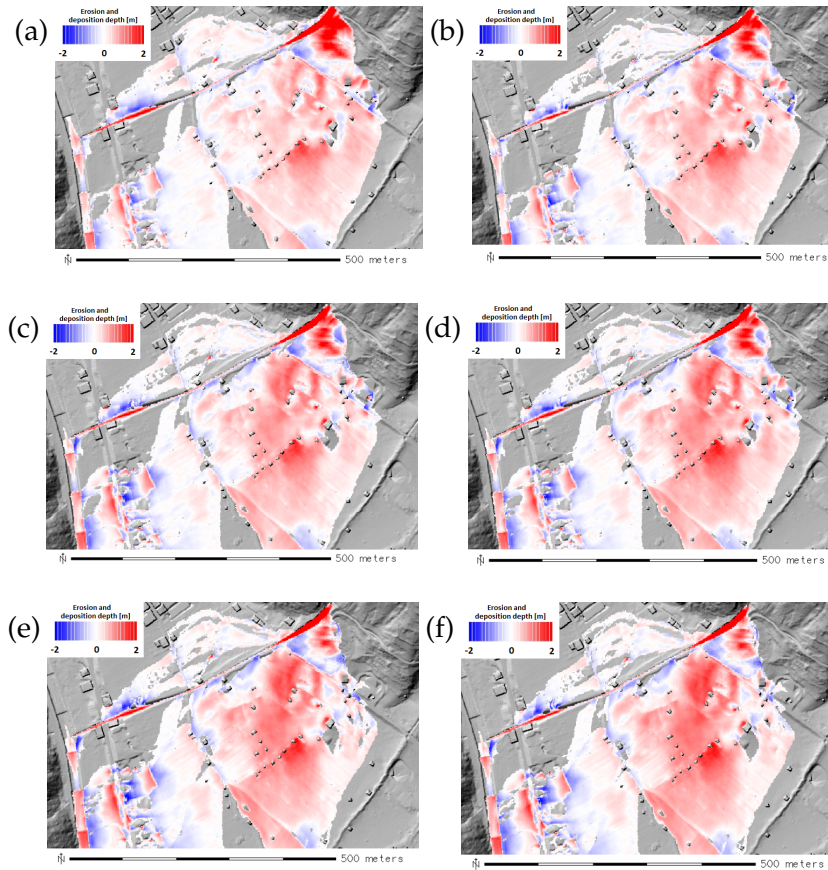 (a)
Erosion and
deposition depth [m]
-2 0 2
N 500 meters
(b)
Erosion and
deposition depth [m]
-2 0 2
N 500 meters
(c)
Erosion and
deposition depth [m]
-2 0 2
N 500 meters
(d)
Erosion and
deposition depth [m]
-2 0 2
N 500 meters
(e)
Erosion and
deposition depth [m]
-2 0 2
N 500 meters
(f)
Erosion and
deposition depth [m]
-2 0 2
N 500 meters